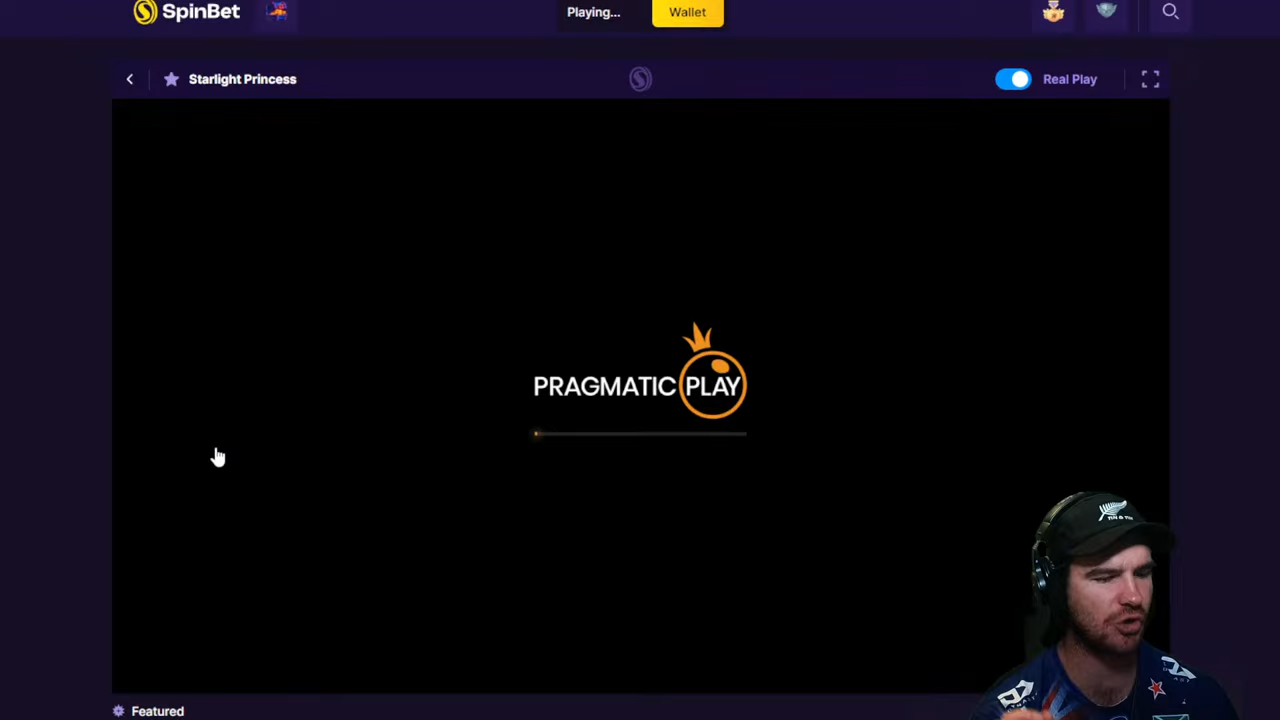 SpinBet
Playing...
Wallet
Starlight Princess
Real Play
PRAGMATIC PLAY
Featured